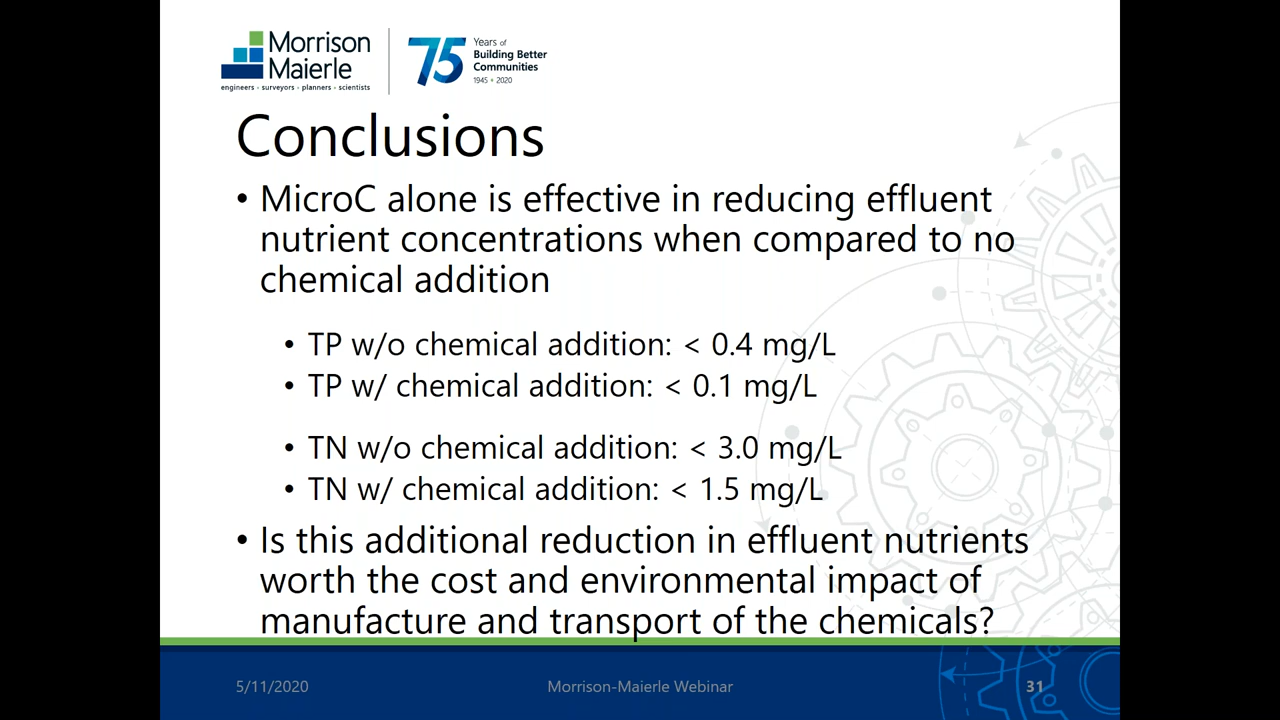 Morrison
Maierle
engineers • surveyors • planners • scientists
75
Years of
Building Better
Communities
1945 • 2020
Conclusions
• MicroC alone is effective in reducing effluent
nutrient concentrations when compared to no
chemical addition
• TP w/o chemical addition: < 0.4 mg/L
• TP w/ chemical addition: < 0.1 mg/L
• TN w/o chemical addition: < 3.0 mg/L
• TN w/ chemical addition: < 1.5 mg/L
• Is this additional reduction in effluent nutrients
worth the cost and environmental impact of
manufacture and transport of the chemicals?
5/11/2020
Morrison-Maierle Webinar
31